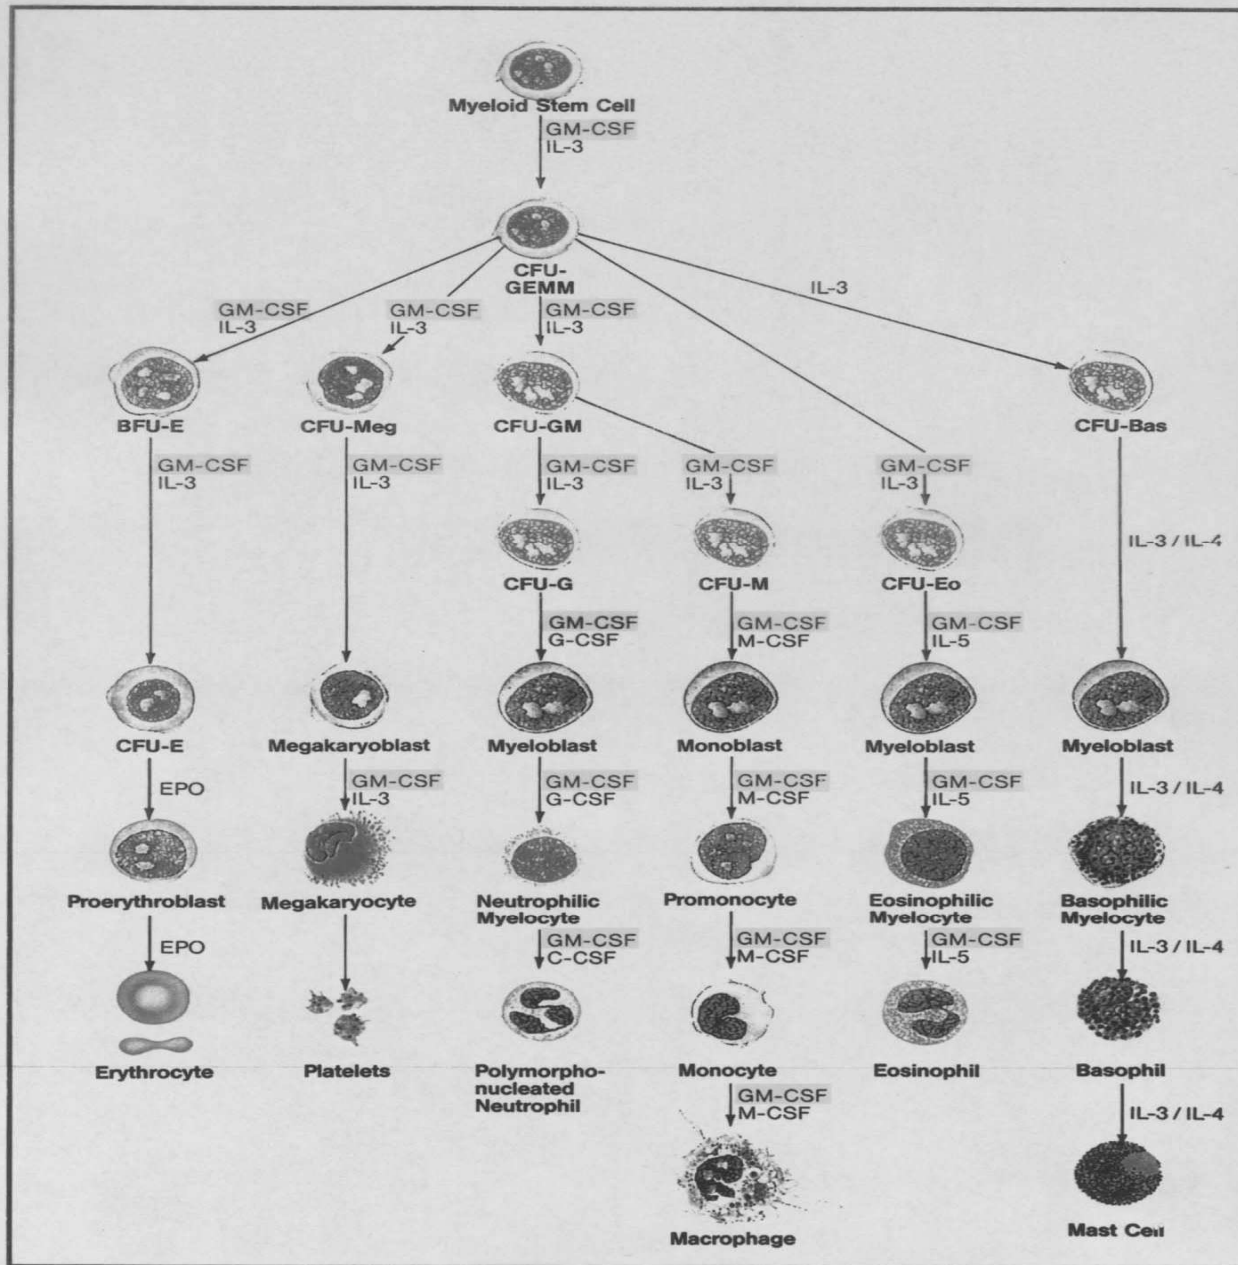 Myeloid Stem Cell
GM-CSF
IL-3
CFU-
GEMM
GM-CSF
IL-3
GM-CSF
IL-3
GM-CSF
IL-3
IL-3
BFU-E
CFU-Meg
CFU-GM
CFU-Bas
GM-CSF
IL-3
GM-CSF
IL-3
GM-CSF
IL-3
GM-CSF
IL-3
GM-CSF
IL-3
IL-3 / IL-4
CFU-G
CFU-M
CFU-Eo
GM-CSF
G-CSF
GM-CSF
M-CSF
GM-CSF
IL-5
CFU-E
Megakaryoblast
Myeloblast
Monoblast
Myeloblast
Myeloblast
EPO
GM-CSF
IL-3
GM-CSF
G-CSF
GM-CSF
M-CSF
GM-CSF
IL-5
IL-3 / IL-4
Proerythroblast
Megakaryocyte
Neutrophilic
Myelocyte
Promonocyte
Eosinophilic
Myelocyte
Basophilic
Myelocyte
EPO
GM-CSF
C-CSF
GM-CSF
M-CSF
GM-CSF
IL-5
IL-3 / IL-4
Erythrocyte
Platelets
Polymorpho-
nucleated
Neutrophil
Monocyte
Eosinophil
Basophil
GM-CSF
M-CSF
IL-3 / IL-4
Macrophage
Mast Cell